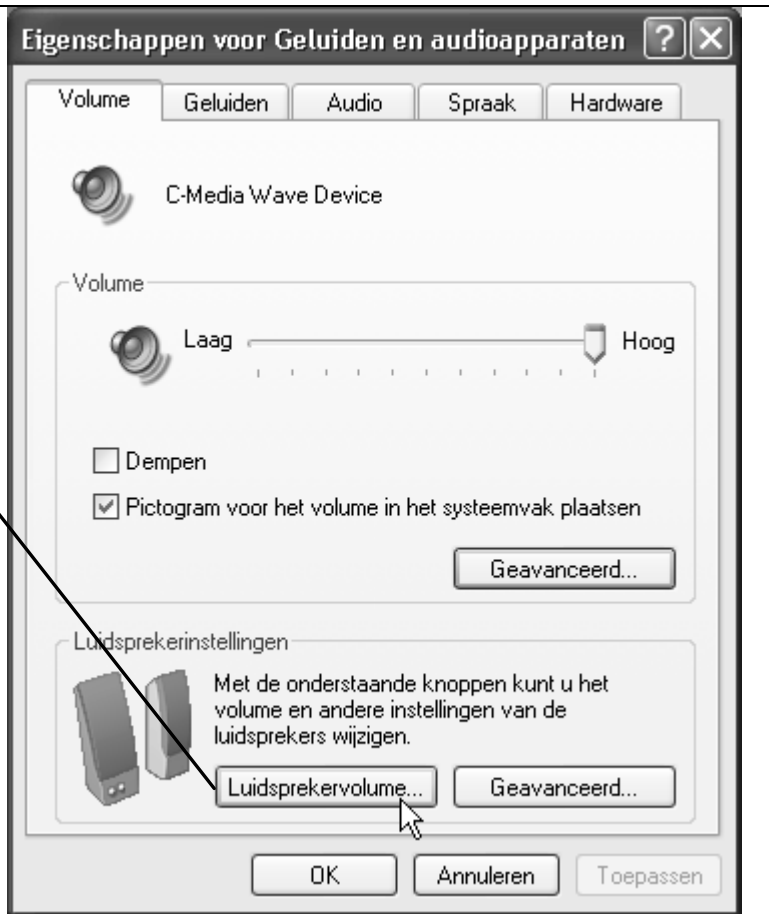 Eigenschappen voor Geluiden en audioapparaten
Volume Geluiden Audio Spraak Hardware
C-Media Wave Device
Volume
Laag Hoog
Dempen
Pictogram voor het volume in het systeemvak plaatsen
Geavanceerd...
Luidsprekerinstellingen
Met de onderstaande knoppen kunt u het
volume en andere instellingen van de
luidsprekers wijzigen.
Luidsprekervolume... Geavanceerd...
OK Annuleren Toepassen